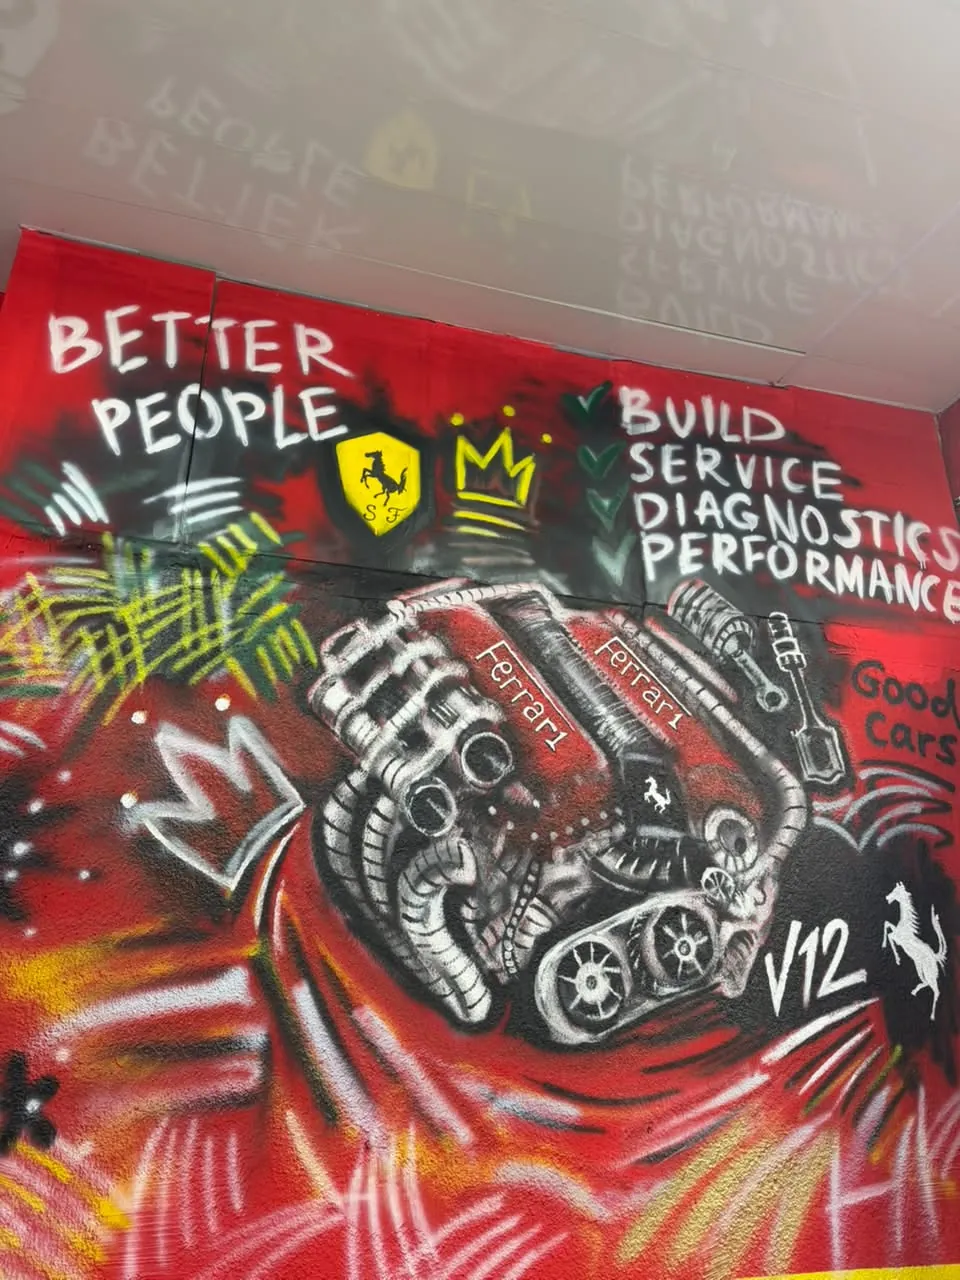 BETTER
PEOPLE
S F
BUILD
SERVICE
DIAGNOSTICS
PERFORMANCE
Ferrari
Ferrari
Good
Cars
V12